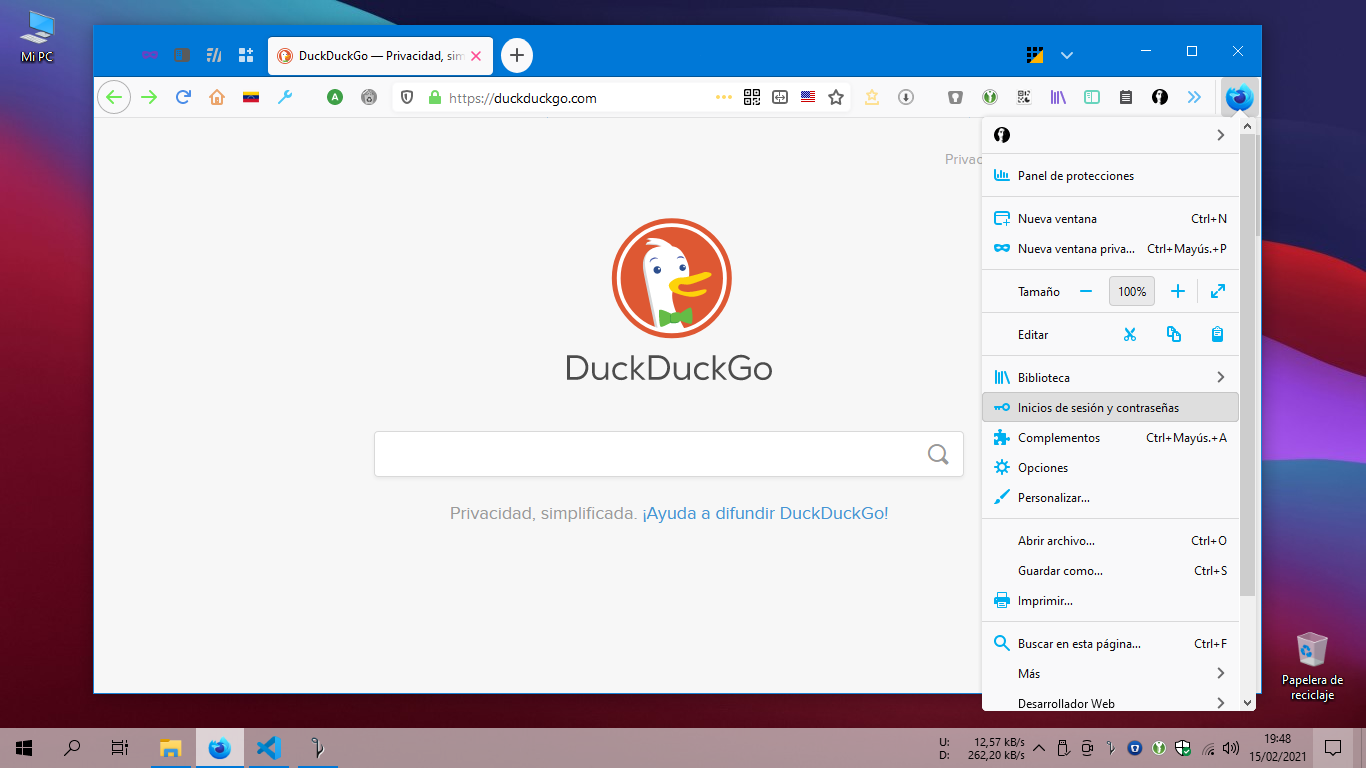 Mi PC
DuckDuckGo — Privacidad, sim
https://duckduckgo.com
Privac
Panel de protecciones
Nueva ventana Ctrl+N
Nueva ventana priva... Ctrl+Mayús.+P
Tamaño 100%
Editar
Biblioteca
Inicios de sesión y contraseñas
Complementos Ctrl+Mayús.+A
Opciones
Personalizar...
Abrir archivo... Ctrl+O
Guardar como... Ctrl+S
Imprimir...
Buscar en esta página... Ctrl+F
Más
Desarrollador Web
DuckDuckGo
Privacidad, simplificada. ¡Ayuda a difundir DuckDuckGo!
Papelera de
reciclaje
U: 12,57 kB/s
D: 262,20 kB/s
19:48
15/02/2021